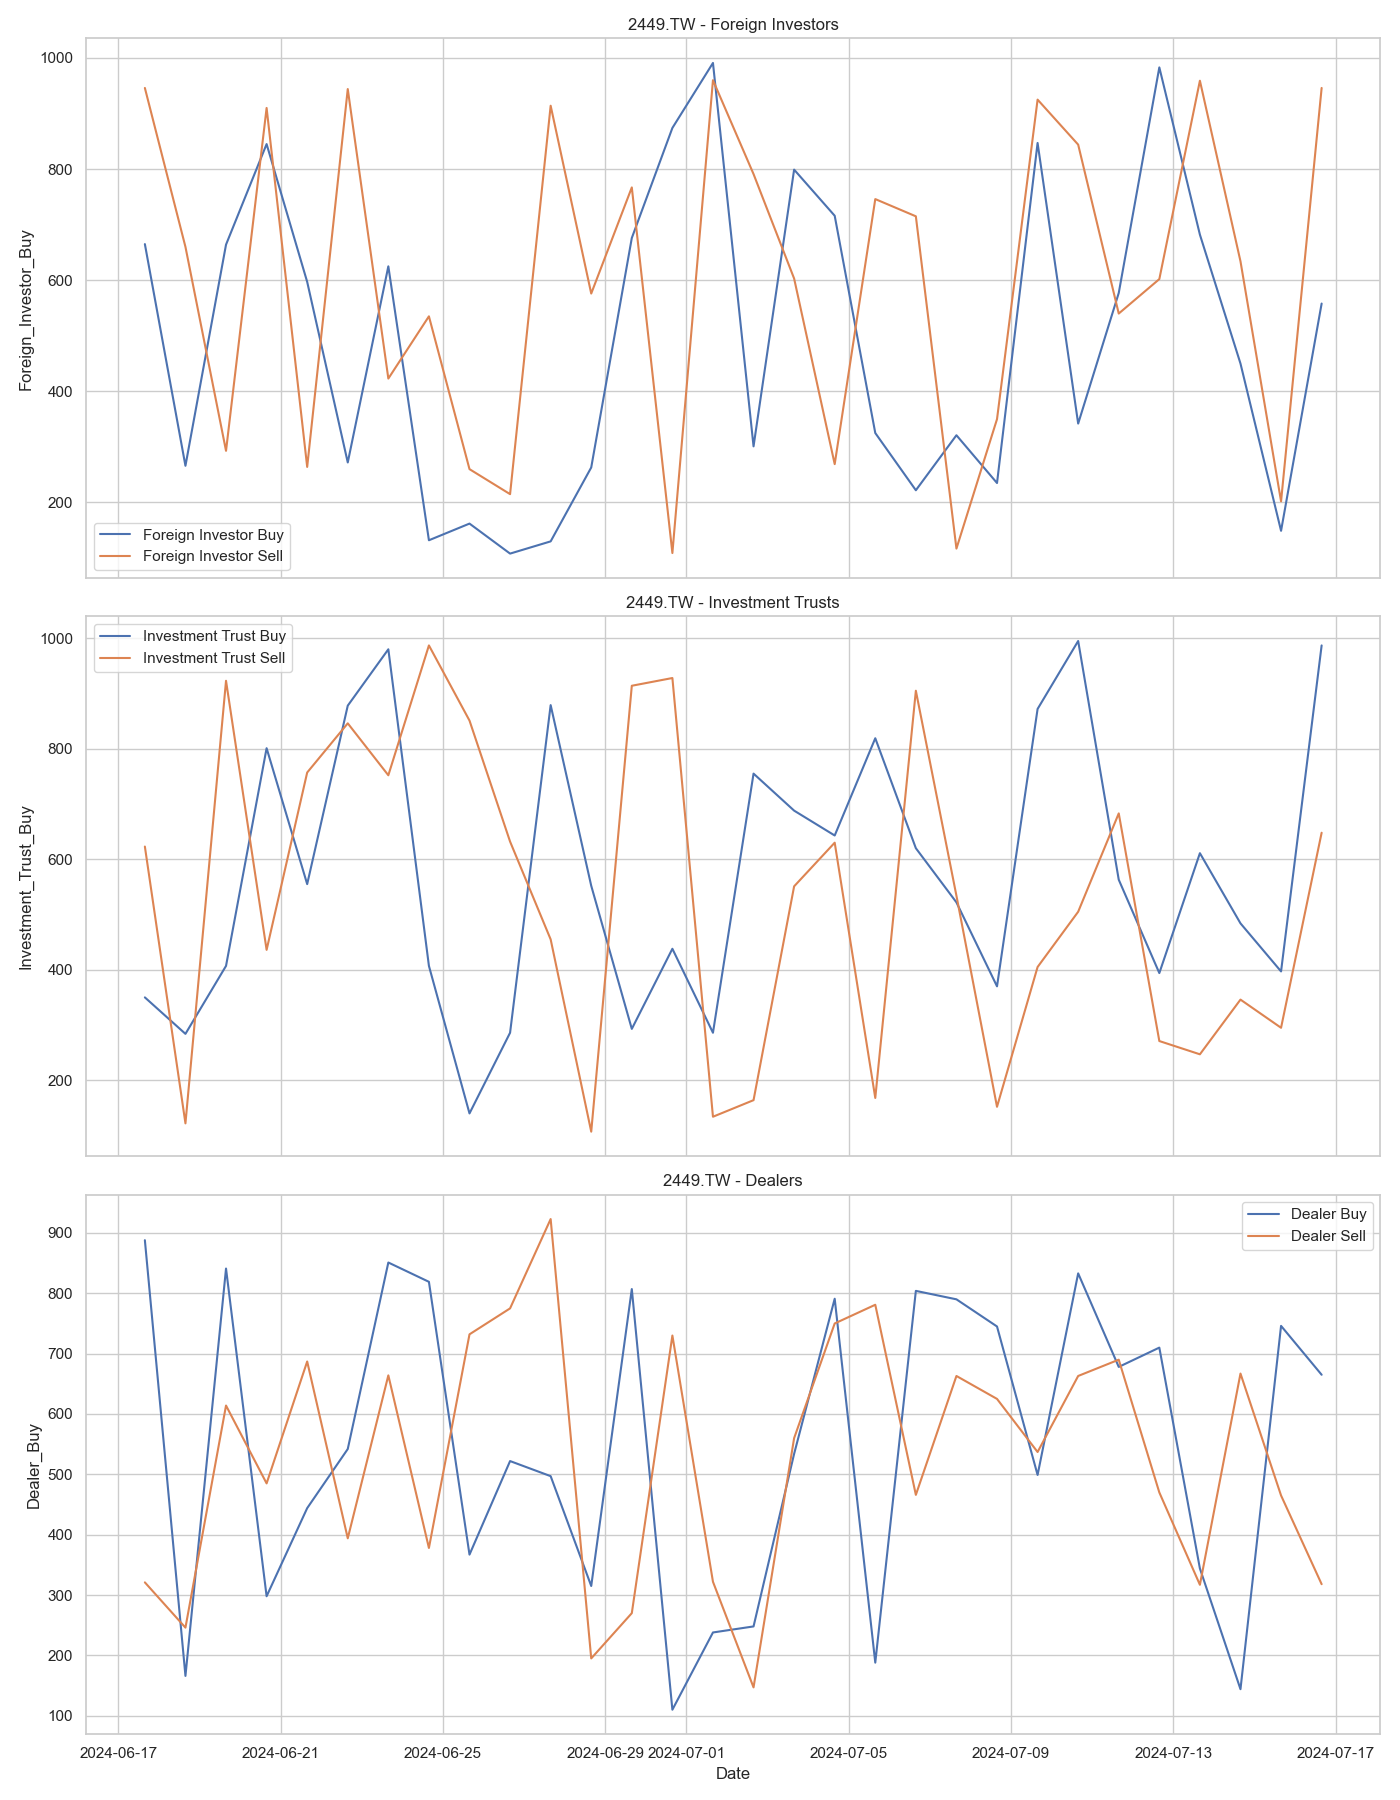 2449.TW - Foreign Investors
1000
800
600
400
200
Foreign_Investor_Buy
Foreign Investor Buy
Foreign Investor Sell
2449.TW - Investment Trusts
1000
800
600
400
200
Investment_Trust_Buy
Investment Trust Buy
Investment Trust Sell
2449.TW - Dealers
900
800
700
600
500
400
300
200
100
Dealer_Buy
Dealer Buy
Dealer Sell
2024-06-17 2024-06-21 2024-06-25 2024-06-29 2024-07-01 2024-07-05 2024-07-09 2024-07-13 2024-07-17
Date